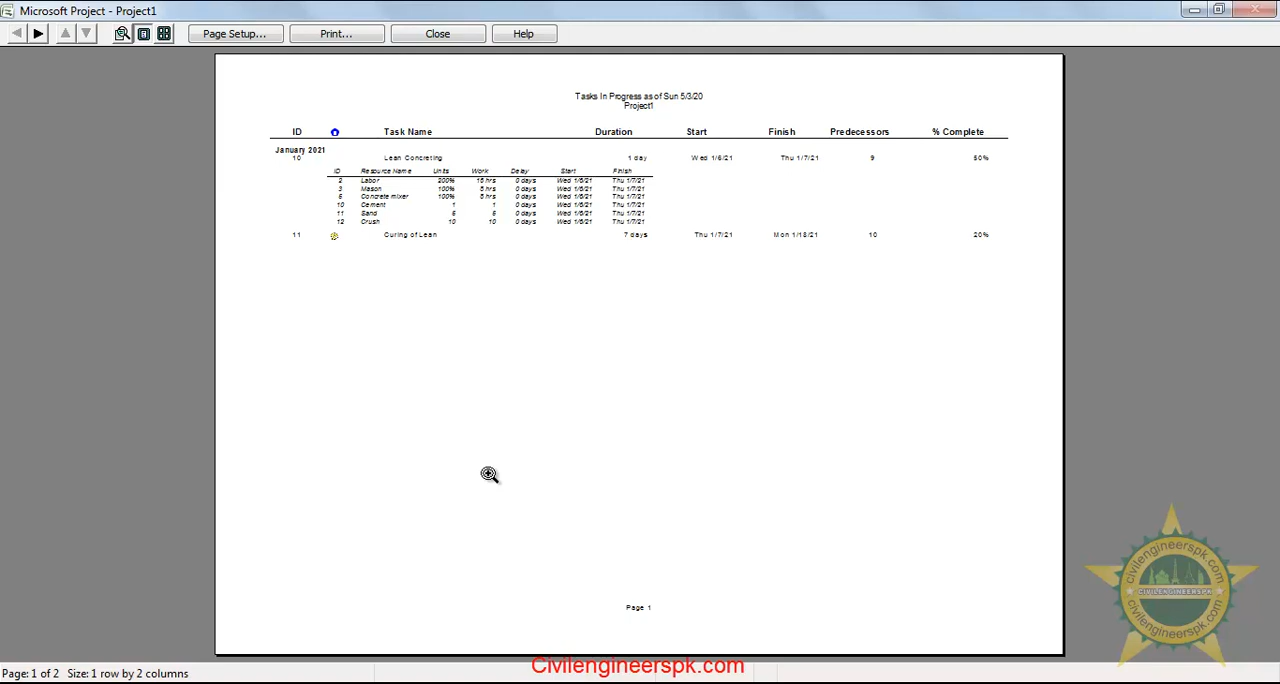 Microsoft Project - Project1
Page Setup... Print... Close Help
Tasks In Progress as of Sun 5/3/20
Project1
ID Task Name Duration Start Finish Predecessors % Complete
January 2021
10 Lean Concreting 1 day Wed 1/6/21 Thu 1/7/21 9 50%
ID Resource Name Units Work Delay Start Finish
2 Labor 200% 16 hrs 0 days Wed 1/6/21 Thu 1/7/21
3 Mason 100% 8 hrs 0 days Wed 1/6/21 Thu 1/7/21
Concrete mixer 100% 8 hrs 0 days Wed 1/6/21 Thu 1/7/21
10 Cement 1 1 0 days Wed 1/6/21 Thu 1/7/21
11 Sand 0 days Wed 1/6/21 Thu 1/7/21
12 Crush 10 10 0 days Wed 1/6/21 Thu 1/7/21
11 Curing of Lean 7 days Thu 1/7/21 Mon 1/18/21 10 20%
Page 1
civilengineerspk.com
CIVILENGINEERSPK
civilengineerspk.com
Page: 1 of 2 Size: 1 row by 2 columns
Civilengineerspk.com